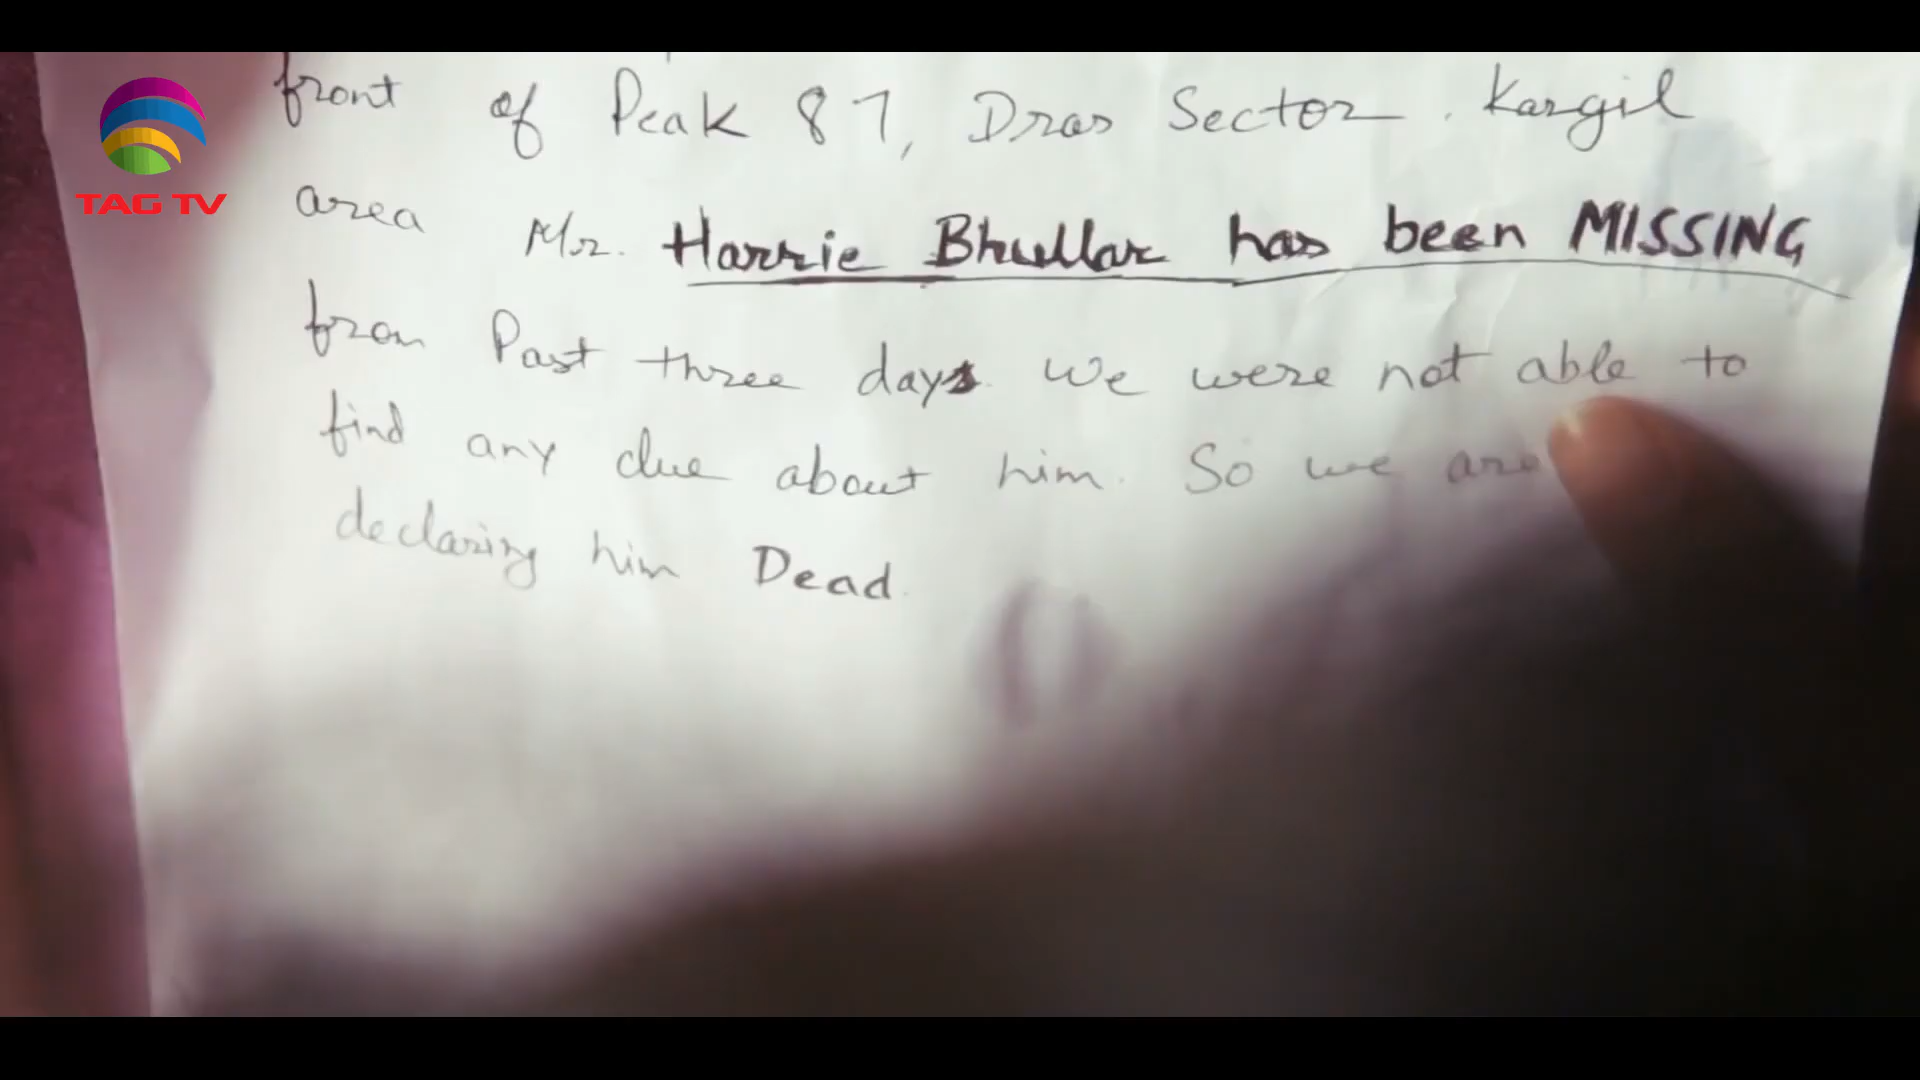 front of Peak 87, Dras Sector. Kargil
TAG TV
area Mr. Harrie Bhullar has been MISSING
from Past three days. We were not able to
find any clue about him. So we are
declaring him Dead.